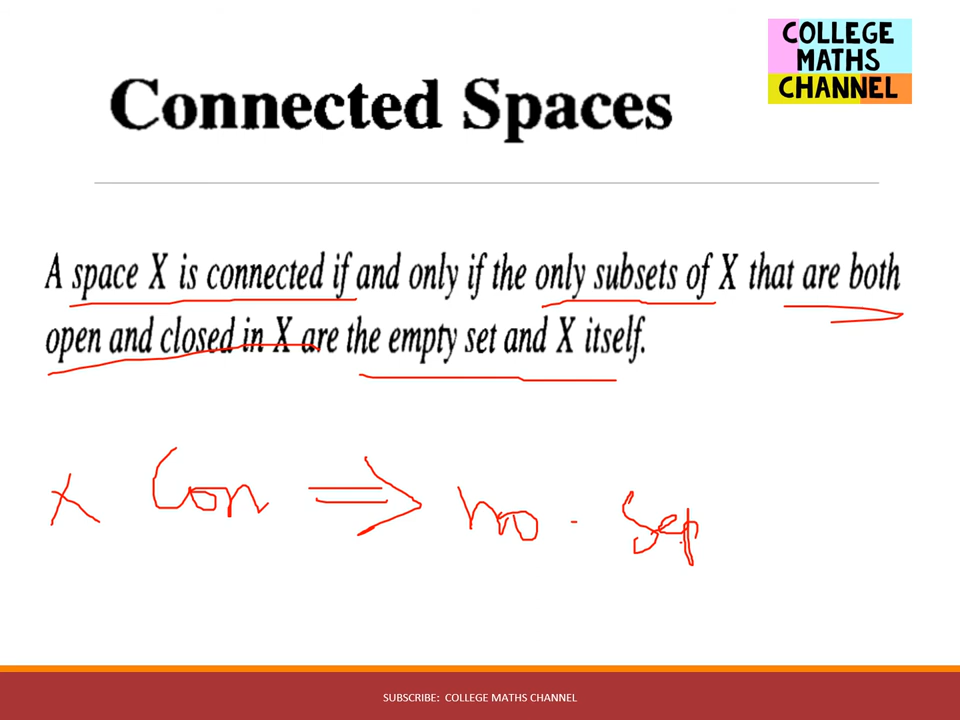 COLLEGE
MATHS
CHANNEL
Connected Spaces
A space X is connected if and only if the only subsets of X that are both
open and closed in X are the empty set and X itself.
X Con ⇒ no. Sep
SUBSCRIBE: COLLEGE MATHS CHANNEL